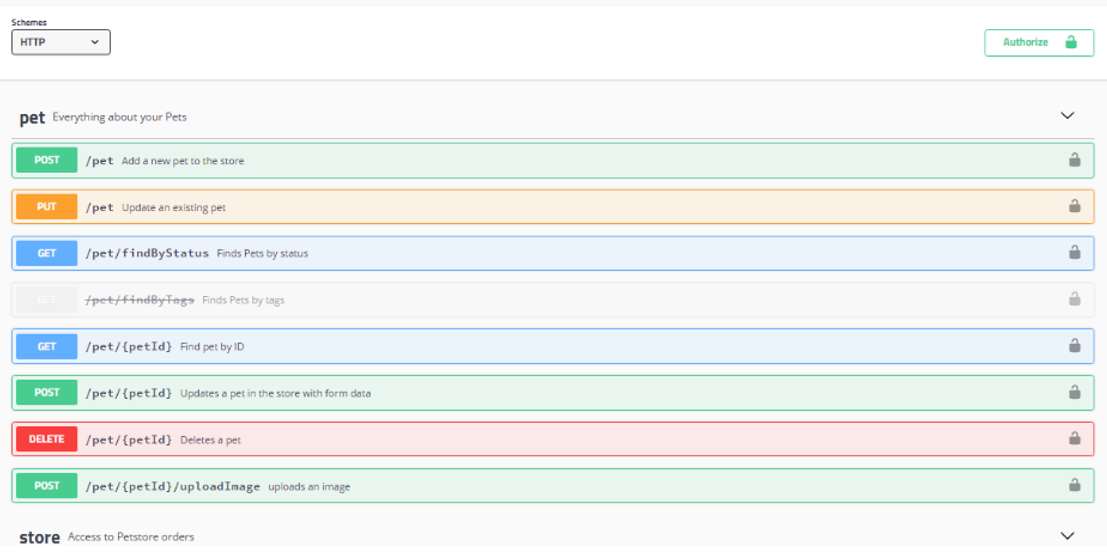 Schemes
HTTP
Authorize
pet Everything about your Pets
POST /pet Add a new pet to the store
PUT /pet Update an existing pet
GET /pet/findByStatus Finds Pets by status
GET /pet/findByTags Finds Pets by tags
GET /pet/{petId} Find pet by ID
POST /pet/{petId} Updates a pet in the store with form data
DELETE /pet/{petId} Deletes a pet
POST /pet/{petId}/uploadImage uploads an image
store Access to Petstore orders